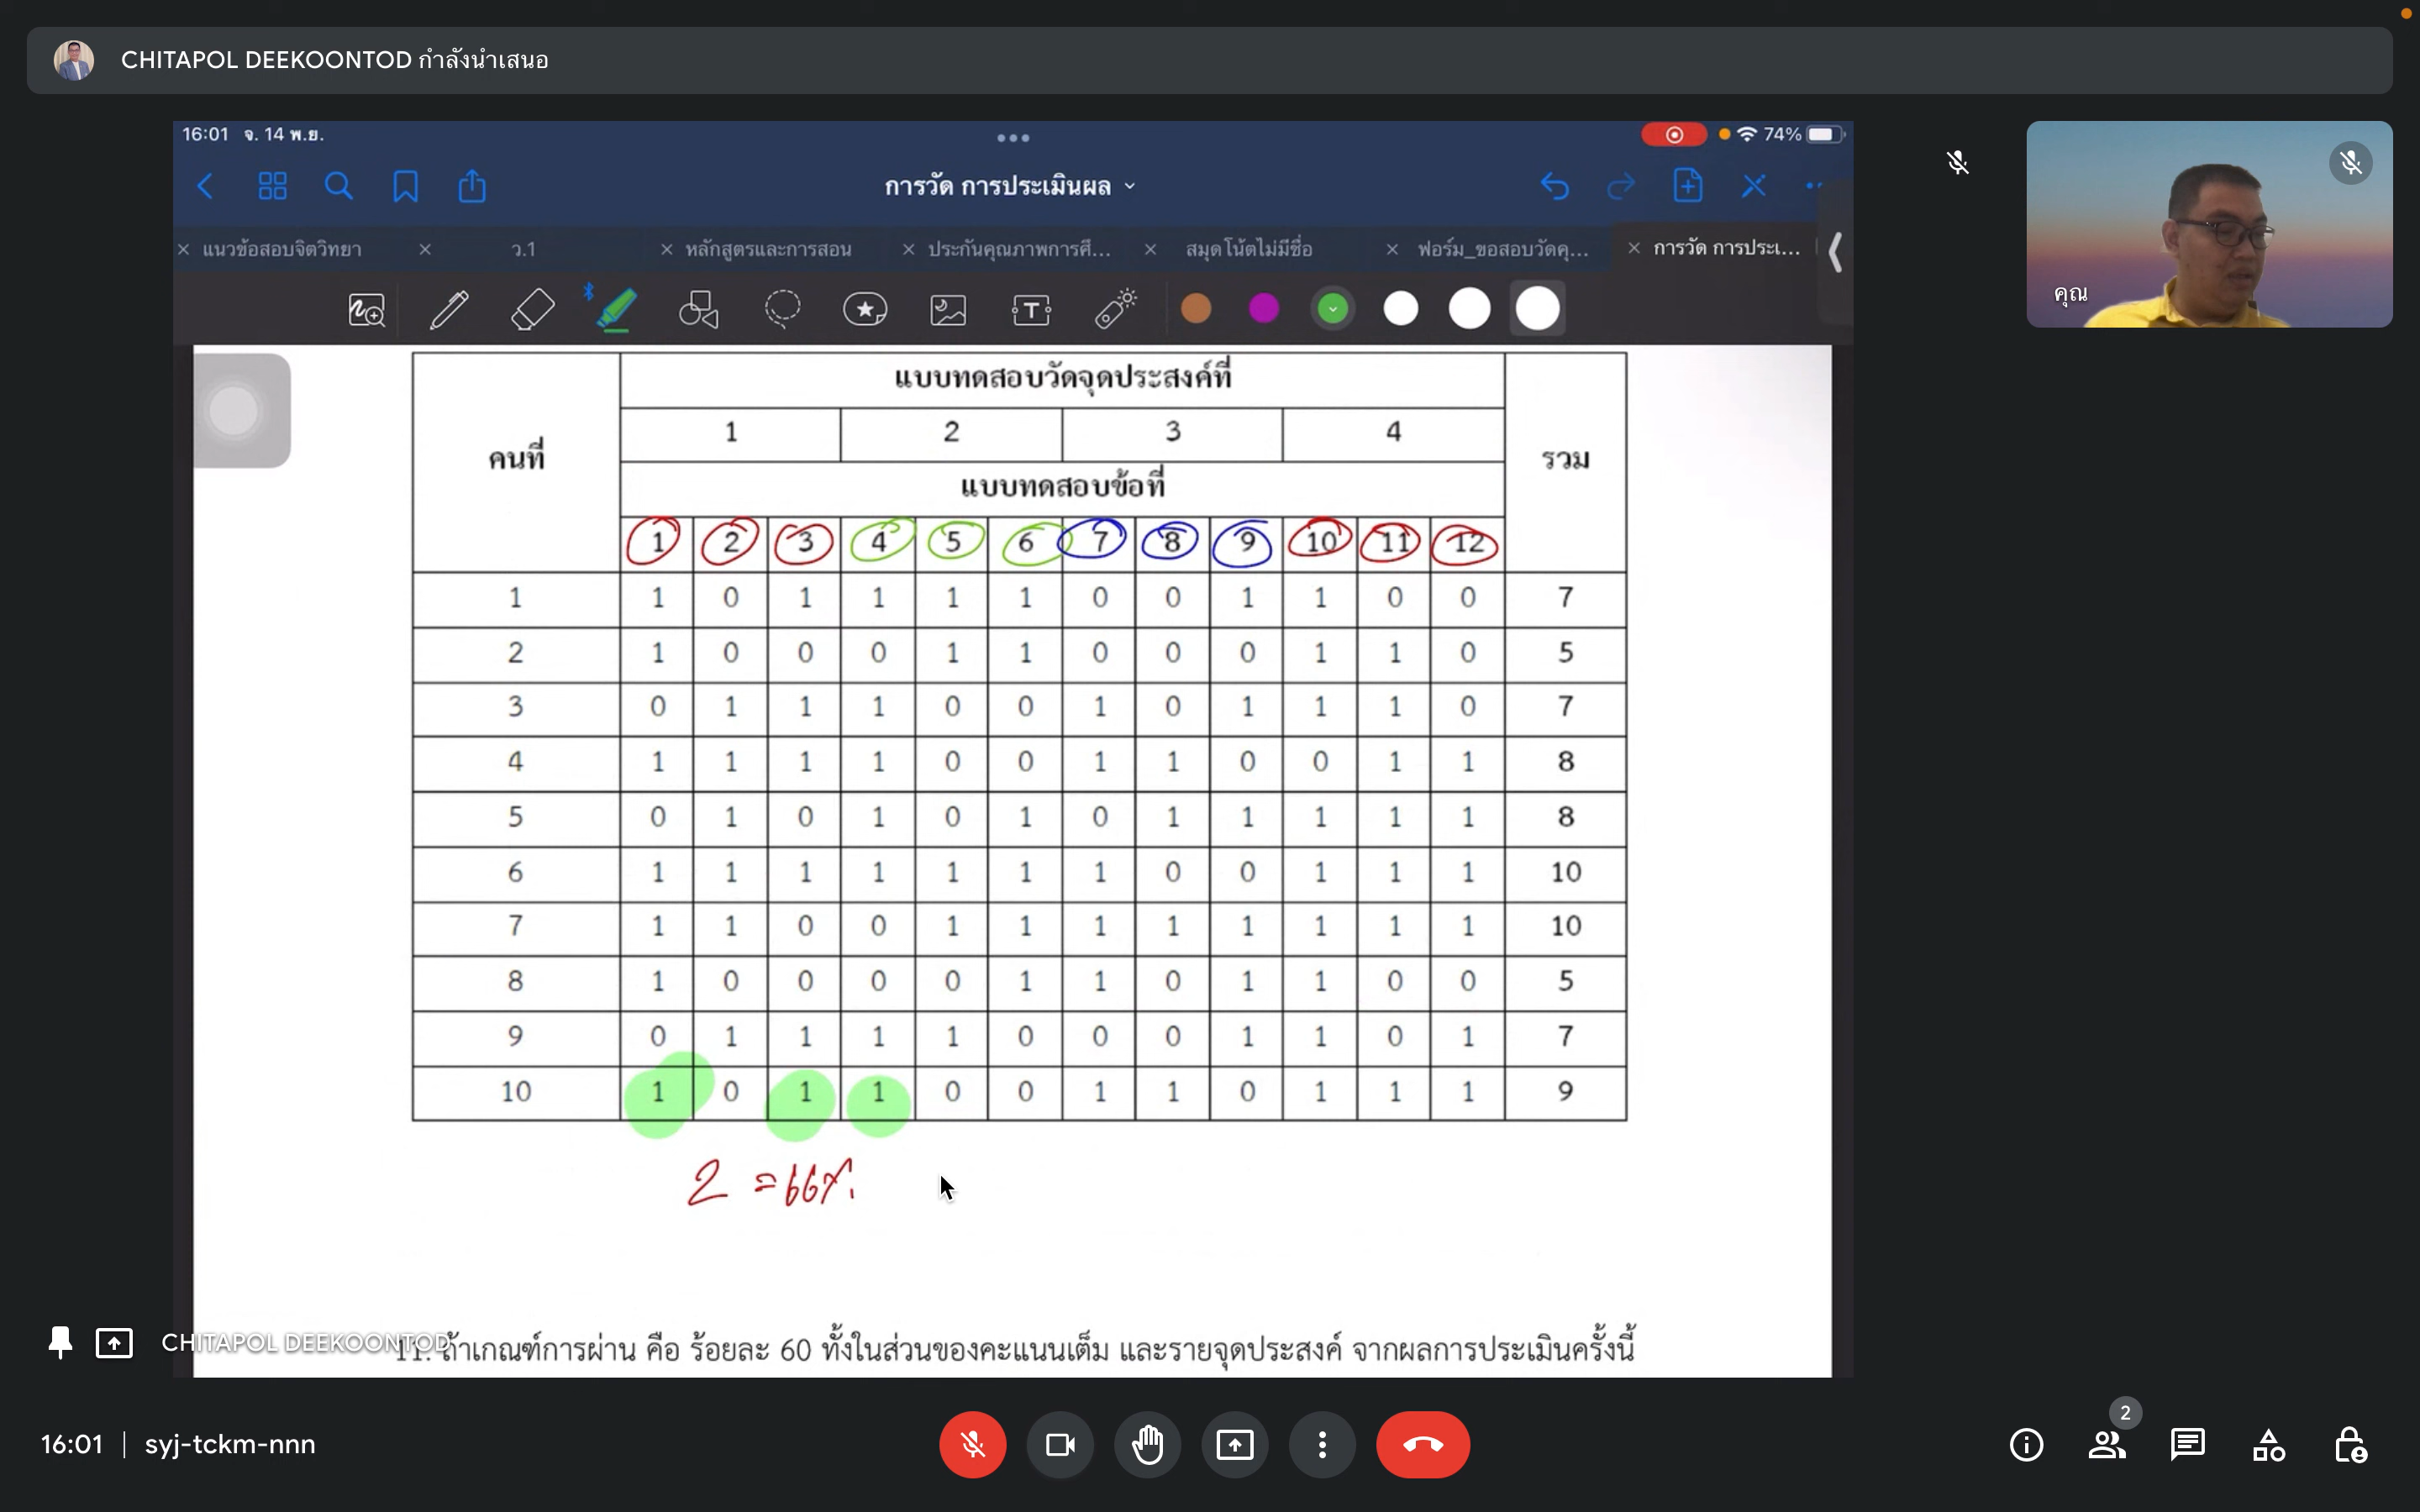 CHITAPOL DEEKOONTOD กำลังนำเสนอ
16:01 จ. 14 พ.ย.
74%
การวัด การประเมินผล
แนวข้อสอบจิตวิทยา
ว.1
หลักสูตรและการสอน
ประกันคุณภาพการศึ...
สมุดโน้ตไม่มีชื่อ
ฟอร์ม_ขอสอบวัดคุ...
การวัด การประเ...
คุณ
คนที่ แบบทดสอบวัดจุดประสงค์ที่ รวม
1 2 3 4
แบบทดสอบข้อที่
1 2 3 4 5 6 7 8 9 10 11 12
1 1 0 1 1 1 1 0 0 1 1 0 0 7
2 1 0 0 0 1 1 0 0 0 1 1 0 5
3 0 1 1 1 0 0 1 0 1 1 1 0 7
4 1 1 1 1 0 0 1 1 0 0 1 1 8
5 0 1 0 1 0 1 0 1 1 1 1 1 8
6 1 1 1 1 1 1 1 0 0 1 1 1 10
7 1 1 0 0 1 1 1 1 1 1 1 1 10
8 1 0 0 0 0 1 1 0 1 1 0 0 5
9 0 1 1 1 1 0 0 0 1 1 0 1 7
10 1 0 1 1 0 0 1 1 0 1 1 1 9
2 = 66%
CHITAPOL DEEKOONTOD
11. ถ้าเกณฑ์การผ่าน คือ ร้อยละ 60 ทั้งในส่วนของคะแนนเต็ม และรายจุดประสงค์ จากผลการประเมินครั้งนี้
16:01 | syj-tckm-nnn
2